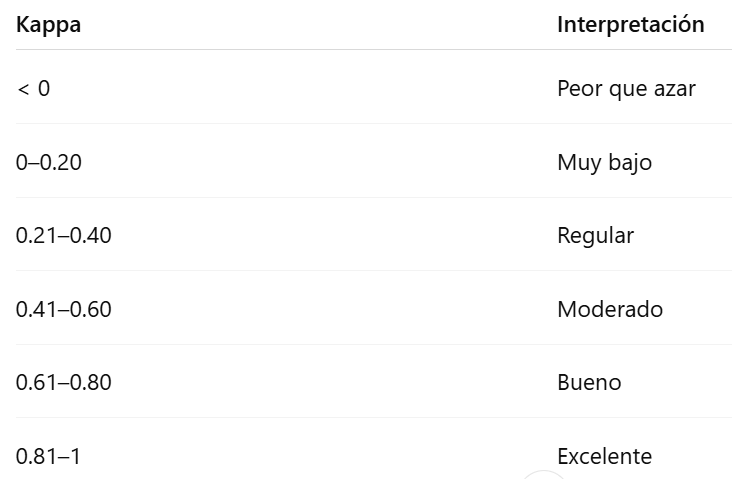 Kappa Interpretación
< 0 Peor que azar
0–0.20 Muy bajo
0.21–0.40 Regular
0.41–0.60 Moderado
0.61–0.80 Bueno
0.81–1 Excelente